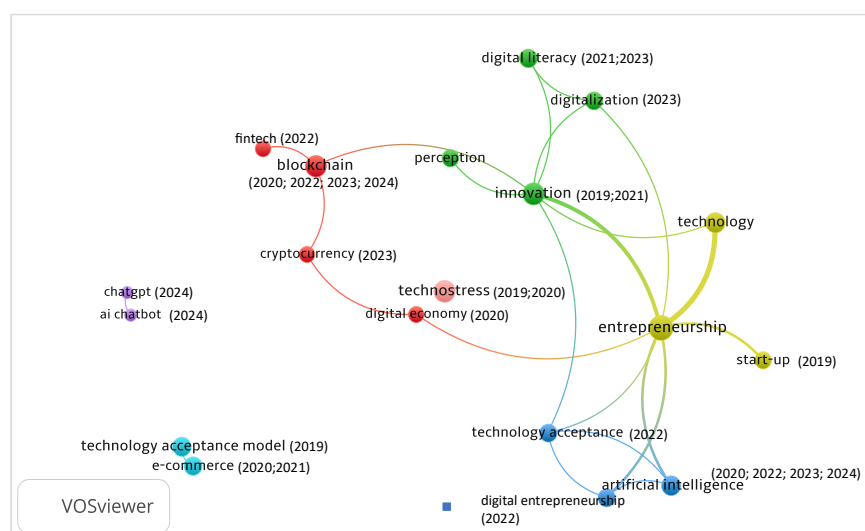 digital literacy (2021;2023)
digitalization (2023)
fintech (2022)
blockchain
(2020; 2022; 2023; 2024)
perception
innovation (2019;2021)
technology
cryptocurrency (2023)
chatgpt (2024)
ai chatbot (2024)
technostress (2019;2020)
digital economy (2020)
entrepreneurship
start-up (2019)
technology acceptance (2022)
technology acceptance model (2019)
e-commerce (2020;2021)
(2020; 2022; 2023; 2024)
artificial intelligence
digital entrepreneurship
(2022)
VOSviewer